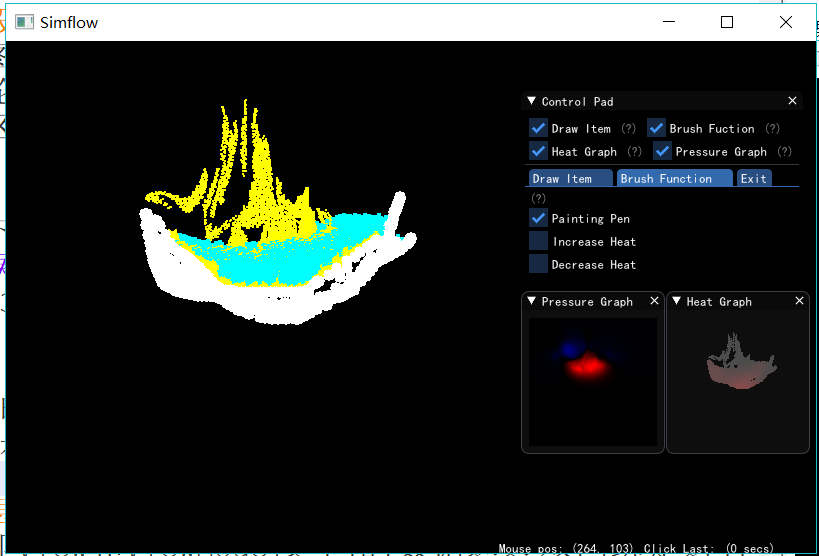 Simflow
Control Pad
Draw Item (?) Brush Fuction (?)
Heat Graph (?) Pressure Graph (?)
Draw Item Brush Function Exit
(?)
Painting Pen
Increase Heat
Decrease Heat
Pressure Graph Heat Graph
Mouse pos: (264, 103) Click Last: (0 secs)